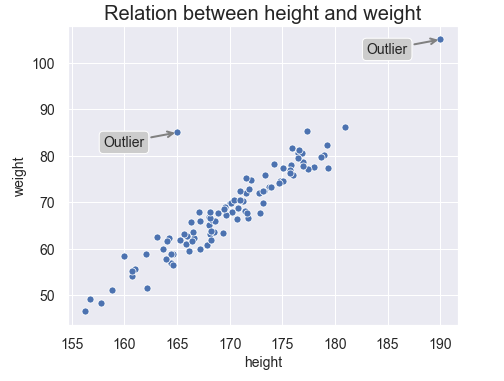 Relation between height and weight
Outlier
Outlier
weight
100
90
80
70
60
50
155 160 165 170 175 180 185 190
height